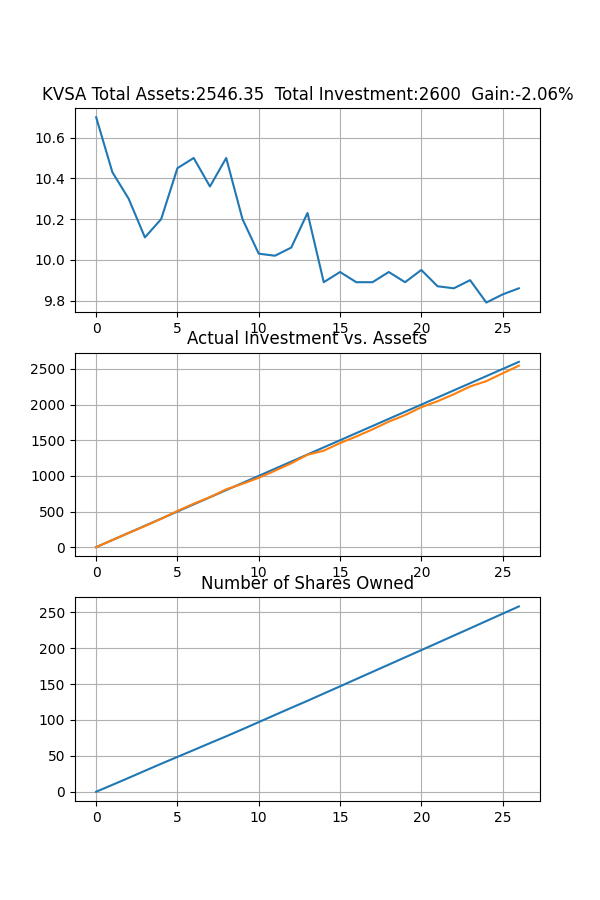 KVSA Total Assets:2546.35  Total Investment:2600  Gain:-2.06%
10.6
10.4
10.2
10.0
9.8
0 5 10 15 20 25
Actual Investment vs. Assets
2500
2000
1500
1000
500
0
0 5 10 15 20 25
Number of Shares Owned
250
200
150
100
50
0
0 5 10 15 20 25